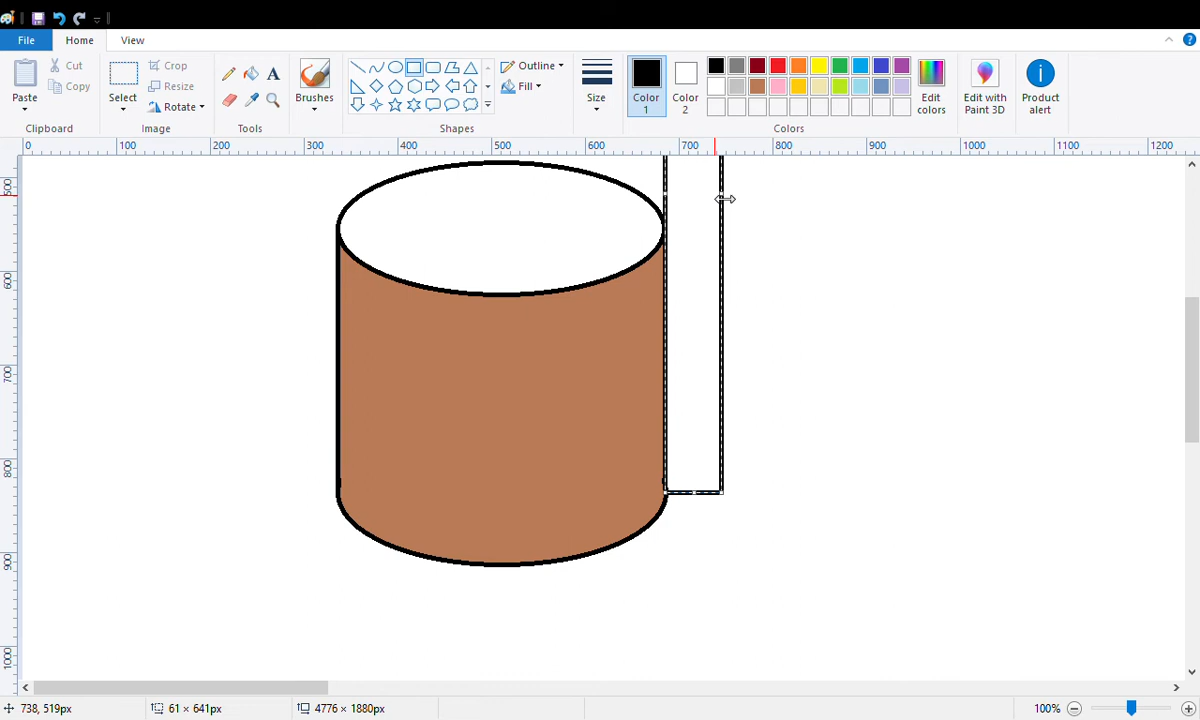 File Home View
Paste
Cut
Copy
Clipboard
Select
Crop
Resize
Rotate
Image
Tools
Brushes
Shapes
Outline
Fill
Size
Color 1
Color 2
Edit colors
Colors
Edit with Paint 3D
Product alert
0 100 200 300 400 500 600 700 800 900 1000 1100 1200
500
600
700
800
900
1000
738, 519px 61 × 641px 4776 × 1880px 100%